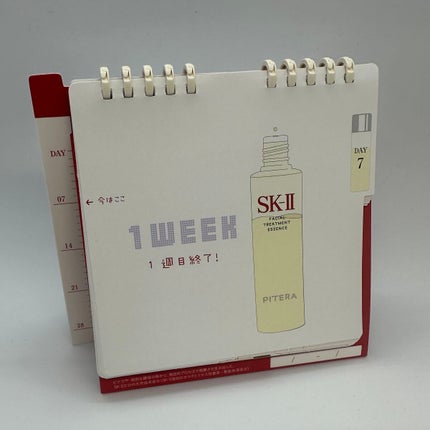 DAY
07
14
21
28
← 今はここ
1WEEK
1 週目終了!
SK-II
FACIAL
TREATMENT
ESSENCE
PITERA
DAY
7